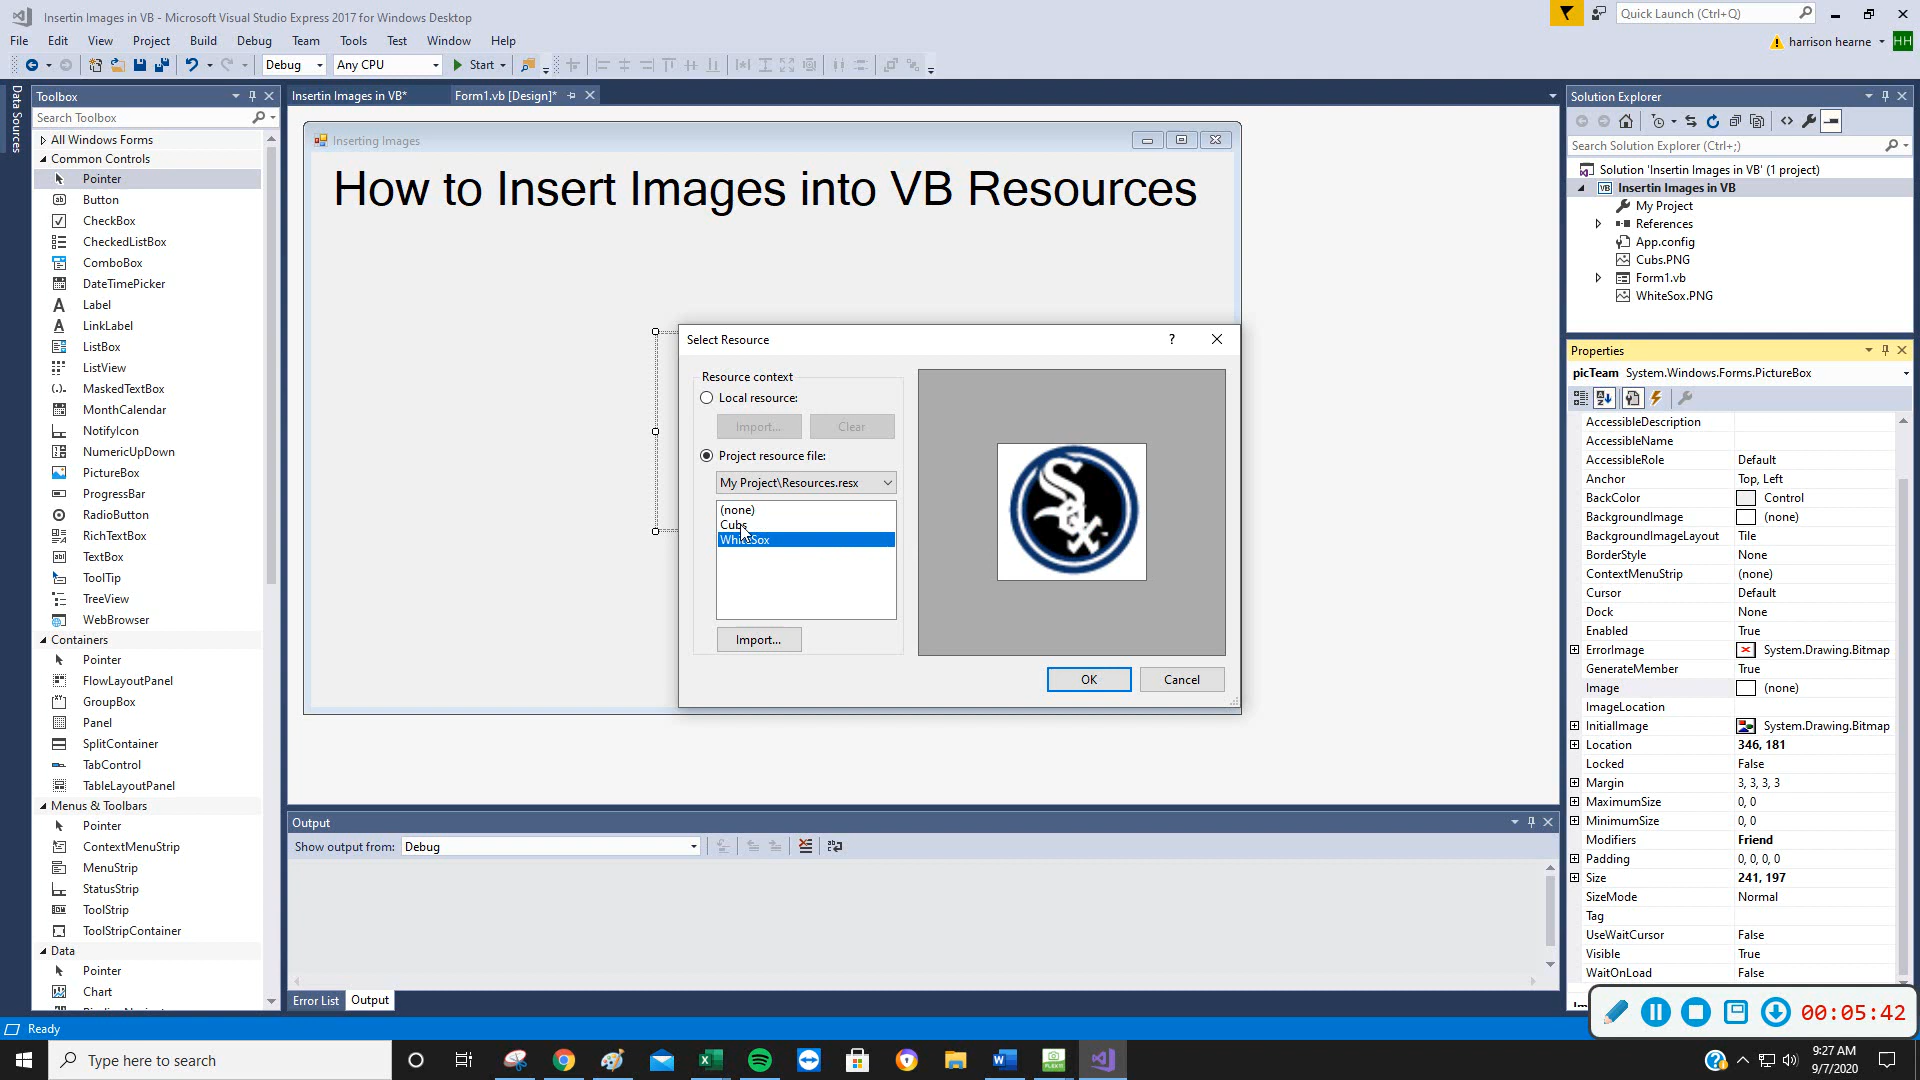 Insertin Images in VB - Microsoft Visual Studio Express 2017 for Windows Desktop
Quick Launch (Ctrl+Q)
File Edit View Project Build Debug Team Tools Test Window Help
harrison hearne HH
Debug Any CPU Start
Data Sources
Toolbox
Search Toolbox
All Windows Forms
Common Controls
Pointer
Button
CheckBox
CheckedListBox
ComboBox
DateTimePicker
Label
LinkLabel
ListBox
ListView
MaskedTextBox
MonthCalendar
NotifyIcon
NumericUpDown
PictureBox
ProgressBar
RadioButton
RichTextBox
TextBox
ToolTip
TreeView
WebBrowser
Containers
Pointer
FlowLayoutPanel
GroupBox
Panel
SplitContainer
TabControl
TableLayoutPanel
Menus & Toolbars
Pointer
ContextMenuStrip
MenuStrip
StatusStrip
ToolStrip
ToolStripContainer
Data
Pointer
Chart
Insertin Images in VB* Form1.vb [Design]*
Inserting Images
How to Insert Images into VB Resources
Select Resource
Resource context
Local resource:
Import... Clear
Project resource file:
My Project\Resources.resx
(none)
Cubs
WhiteSox
Import...
Sox
OK Cancel
Output
Show output from: Debug
Error List Output
Solution Explorer
Search Solution Explorer (Ctrl+;)
Solution 'Insertin Images in VB' (1 project)
VB Insertin Images in VB
My Project
References
App.config
Cubs.PNG
Form1.vb
WhiteSox.PNG
Properties
picTeam System.Windows.Forms.PictureBox
AccessibleDescription
AccessibleName
AccessibleRole Default
Anchor Top, Left
BackColor Control
BackgroundImage (none)
BackgroundImageLayout Tile
BorderStyle None
ContextMenuStrip (none)
Cursor Default
Dock None
Enabled True
ErrorImage System.Drawing.Bitmap
GenerateMember True
Image (none)
ImageLocation
InitialImage System.Drawing.Bitmap
Location 346, 181
Locked False
Margin 3, 3, 3, 3
MaximumSize 0, 0
MinimumSize 0, 0
Modifiers Friend
Padding 0, 0, 0, 0
Size 241, 197
SizeMode Normal
Tag
UseWaitCursor False
Visible True
WaitOnLoad False
00:05:42
Ready
Type here to search
9:27 AM
9/7/2020